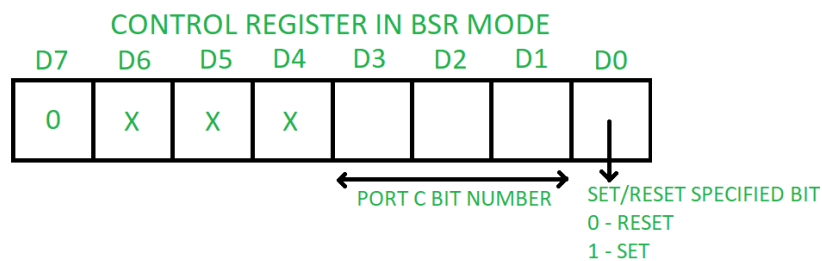 CONTROL REGISTER IN BSR MODE
D7 D6 D5 D4 D3 D2 D1 D0
0 X X X
PORT C BIT NUMBER
SET/RESET SPECIFIED BIT
0 - RESET
1 - SET